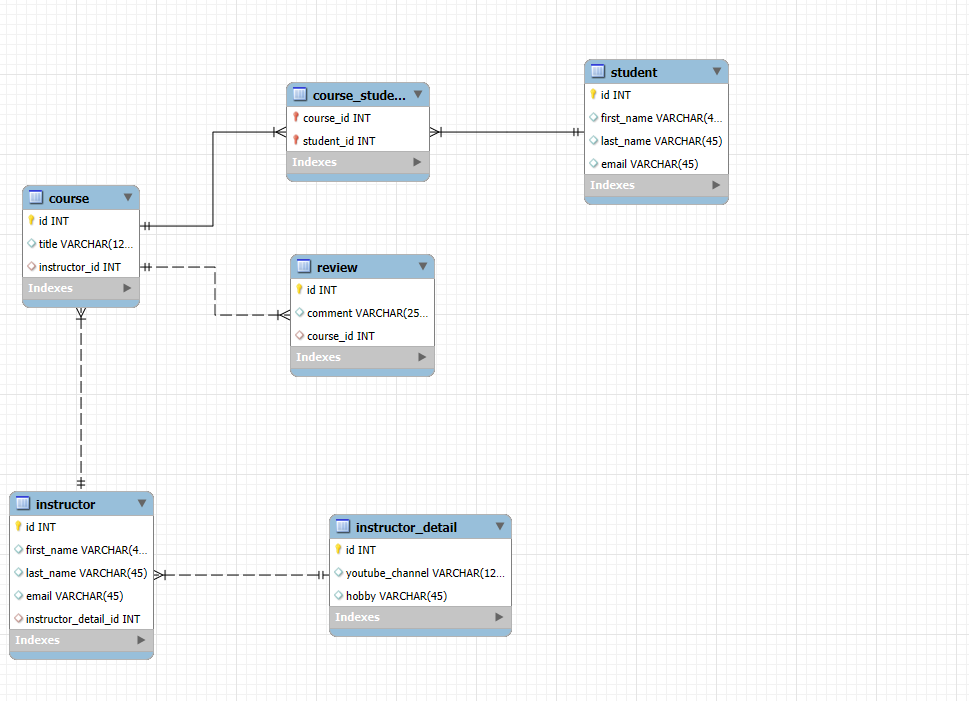 student
id INT
first_name VARCHAR(4...
last_name VARCHAR(45)
email VARCHAR(45)
Indexes
course_stude...
course_id INT
student_id INT
Indexes
course
id INT
title VARCHAR(12...
instructor_id INT
Indexes
review
id INT
comment VARCHAR(25...
course_id INT
Indexes
instructor
id INT
first_name VARCHAR(4...
last_name VARCHAR(45)
email VARCHAR(45)
instructor_detail_id INT
Indexes
instructor_detail
id INT
youtube_channel VARCHAR(12...
hobby VARCHAR(45)
Indexes